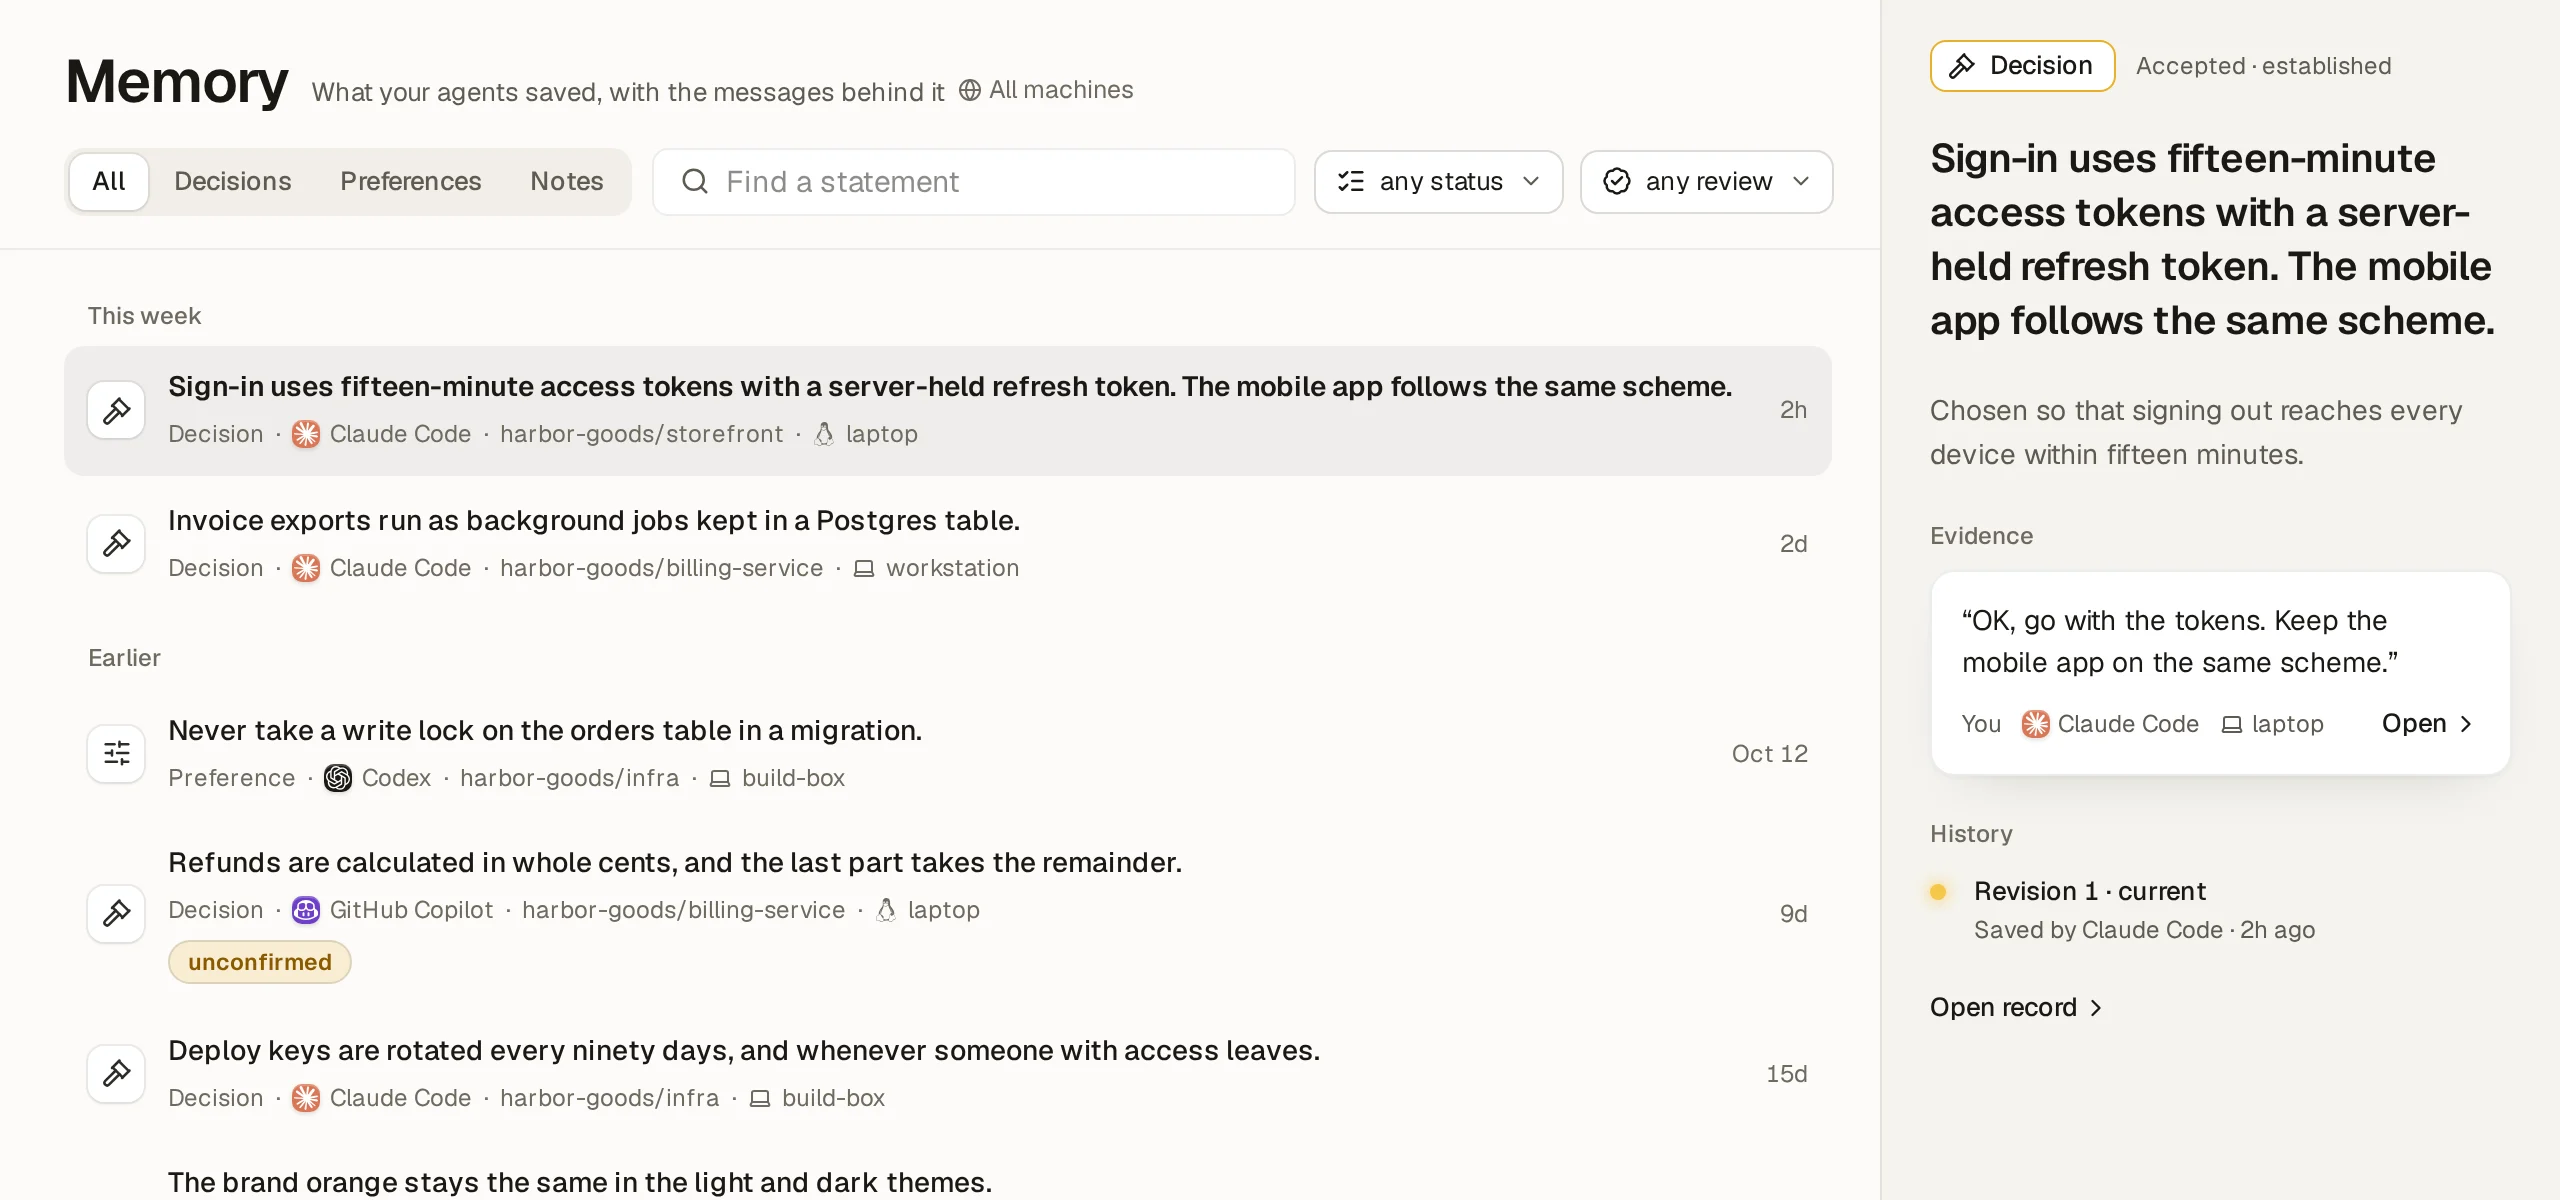 Memory What your agents saved, with the messages behind it All machines
All Decisions Preferences Notes Find a statement any status any review
This week
Sign-in uses fifteen-minute access tokens with a server-held refresh token. The mobile app follows the same scheme.
Decision · Claude Code · harbor-goods/storefront · laptop
2h
Invoice exports run as background jobs kept in a Postgres table.
Decision · Claude Code · harbor-goods/billing-service · workstation
2d
Earlier
Never take a write lock on the orders table in a migration.
Preference · Codex · harbor-goods/infra · build-box
Oct 12
Refunds are calculated in whole cents, and the last part takes the remainder.
Decision · GitHub Copilot · harbor-goods/billing-service · laptop
9d
unconfirmed
Deploy keys are rotated every ninety days, and whenever someone with access leaves.
Decision · Claude Code · harbor-goods/infra · build-box
15d
The brand orange stays the same in the light and dark themes.
Decision Accepted · established
Sign-in uses fifteen-minute
access tokens with a server-
held refresh token. The mobile
app follows the same scheme.
Chosen so that signing out reaches every
device within fifteen minutes.
Evidence
“OK, go with the tokens. Keep the
mobile app on the same scheme.”
You Claude Code laptop Open
History
Revision 1 · current
Saved by Claude Code · 2h ago
Open record